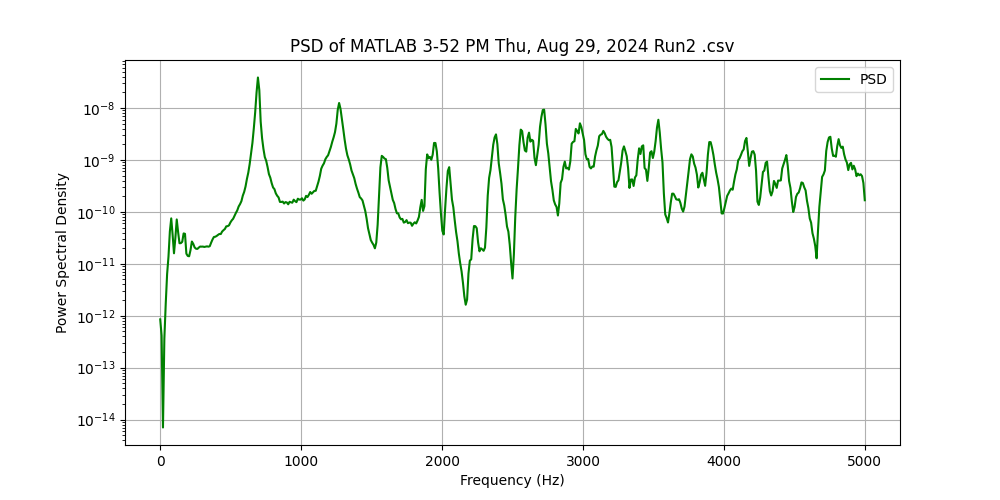 PSD of MATLAB 3-52 PM Thu, Aug 29, 2024 Run2 .csv
PSD
10⁻⁸
10⁻⁹
10⁻¹⁰
10⁻¹¹
10⁻¹²
10⁻¹³
10⁻¹⁴
Power Spectral Density
0 1000 2000 3000 4000 5000
Frequency (Hz)